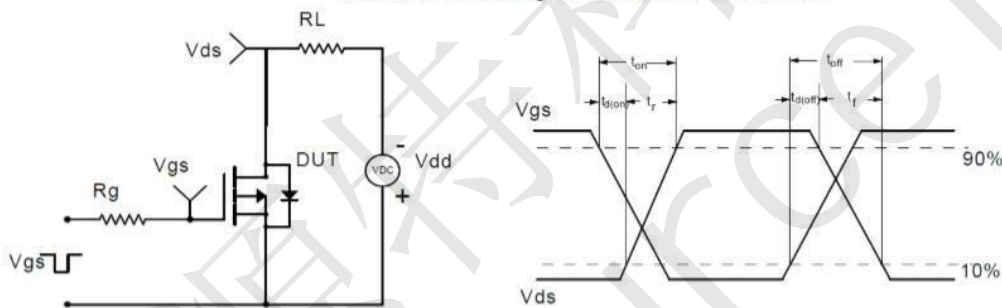 RL
Vds
ton
toff
td(on)
tr
td(off)
tf
Vgs
90%
DUT
-
VDC
Vdd
+
Vgs
Rg
Vgs
10%
Vds